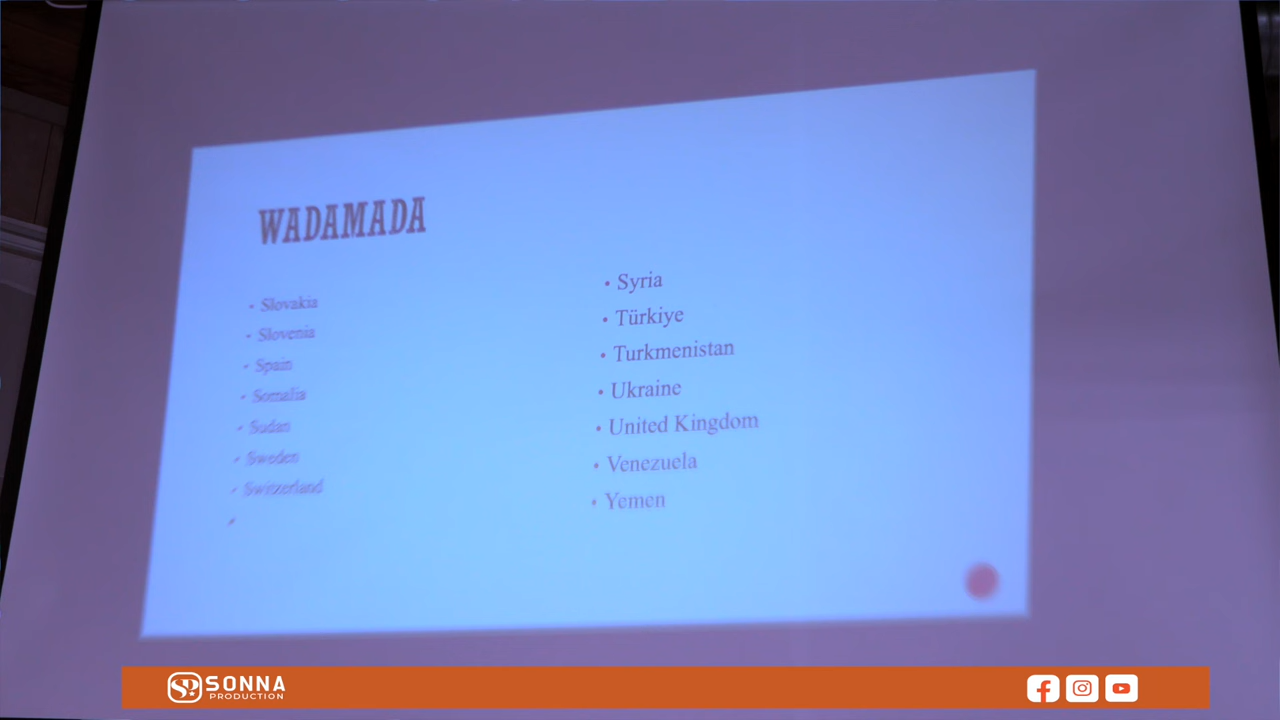 WADAMADA
• Slovakia
• Slovenia
• Spain
• Somalia
• Sudan
• Sweden
• Switzerland
•
• Syria
• Türkiye
• Turkmenistan
• Ukraine
• United Kingdom
• Venezuela
• Yemen
SONNA
PRODUCTION